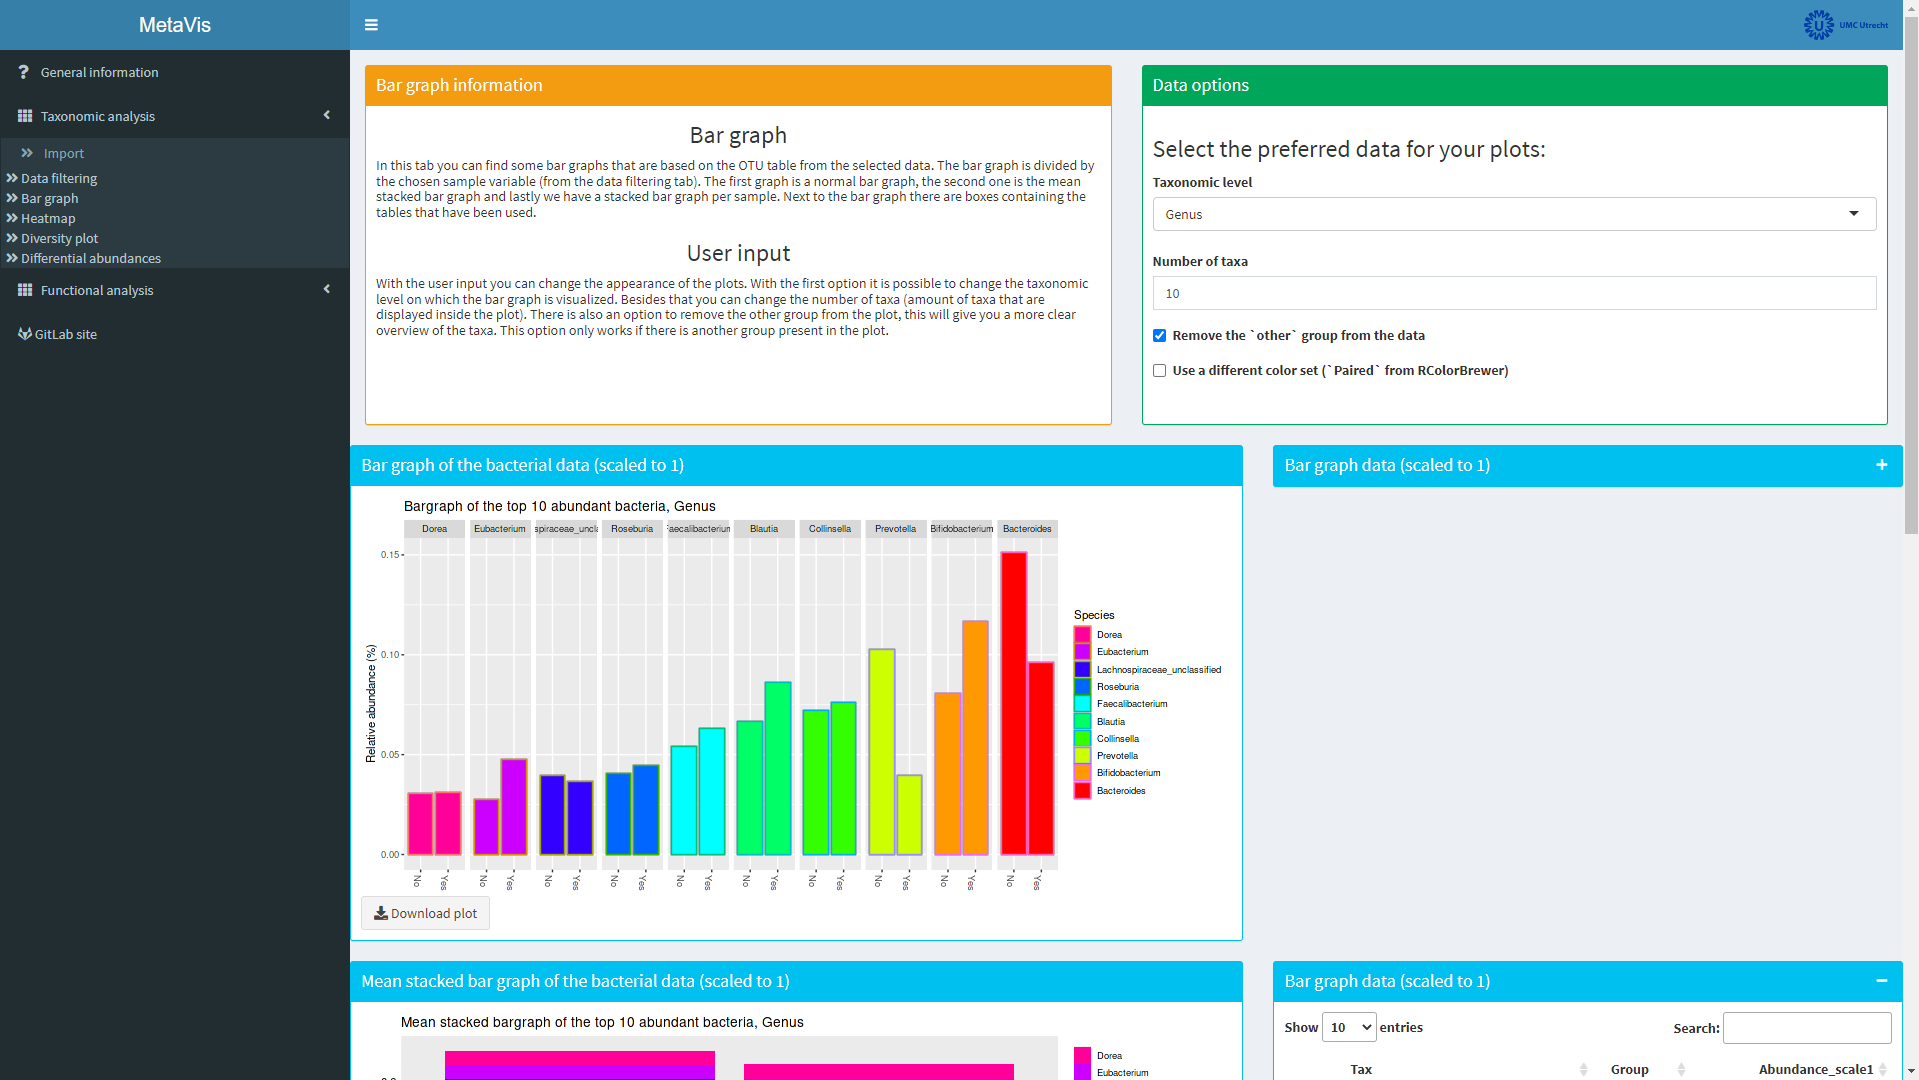 MetaVis
UMC Utrecht
General information
Taxonomic analysis
Import
Data filtering
Bar graph
Heatmap
Diversity plot
Differential abundances
Functional analysis
GitLab site
Bar graph information
Bar graph
In this tab you can find some bar graphs that are based on the OTU table from the selected data. The bar graph is divided by
the chosen sample variable (from the data filtering tab). The first graph is a normal bar graph, the second one is the mean
stacked bar graph and lastly we have a stacked bar graph per sample. Next to the bar graph there are boxes containing the
tables that have been used.
User input
With the user input you can change the appearance of the plots. With the first option it is possible to change the taxonomic
level on which the bar graph is visualized. Besides that you can change the number of taxa (amount of taxa that are
displayed inside the plot). There is also an option to remove the other group from the plot, this will give you a more clear
overview of the taxa. This option only works if there is another group present in the plot.
Data options
Select the preferred data for your plots:
Taxonomic level
Genus
Number of taxa
10
Remove the `other` group from the data
Use a different color set (`Paired` from RColorBrewer)
Bar graph of the bacterial data (scaled to 1)
Bargraph of the top 10 abundant bacteria, Genus
Dorea Eubacterium spiraceae_uncla Roseburia Faecalibacterium Blautia Collinsella Prevotella Bifidobacterium Bacteroides
0.15
0.10
0.05
0.00
Relative abundance (%)
No Yes No Yes No Yes No Yes No Yes No Yes No Yes No Yes No Yes No Yes
Species
Dorea
Eubacterium
Lachnospiraceae_unclassified
Roseburia
Faecalibacterium
Blautia
Collinsella
Prevotella
Bifidobacterium
Bacteroides
Download plot
Bar graph data (scaled to 1)
Mean stacked bar graph of the bacterial data (scaled to 1)
Mean stacked bargraph of the top 10 abundant bacteria, Genus
Dorea
Eubacterium
Bar graph data (scaled to 1)
Show 10 entries
Search:
Tax Group Abundance_scale1